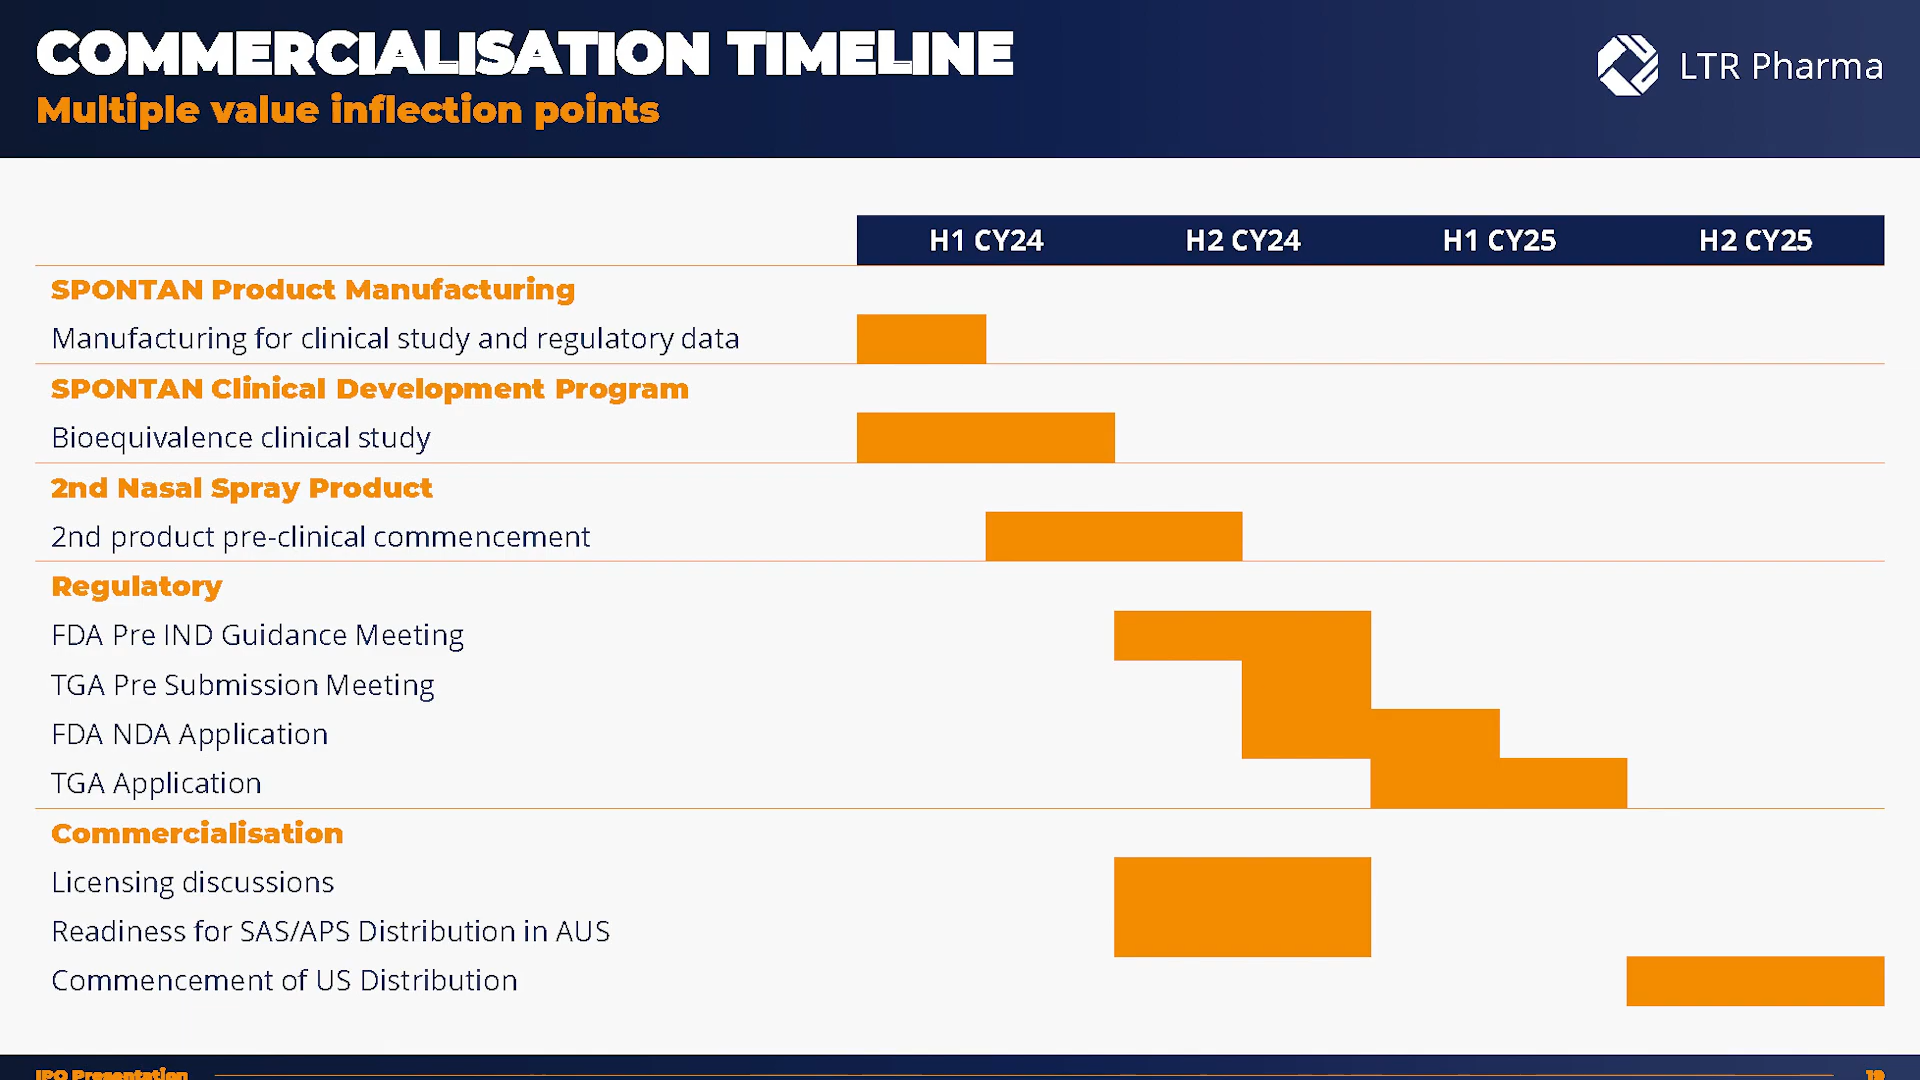 COMMERCIALISATION TIMELINE
Multiple value inflection points
LTR Pharma
H1 CY24 H2 CY24 H1 CY25 H2 CY25
SPONTAN Product Manufacturing
Manufacturing for clinical study and regulatory data
SPONTAN Clinical Development Program
Bioequivalence clinical study
2nd Nasal Spray Product
2nd product pre-clinical commencement
Regulatory
FDA Pre IND Guidance Meeting
TGA Pre Submission Meeting
FDA NDA Application
TGA Application
Commercialisation
Licensing discussions
Readiness for SAS/APS Distribution in AUS
Commencement of US Distribution
IPO Presentation